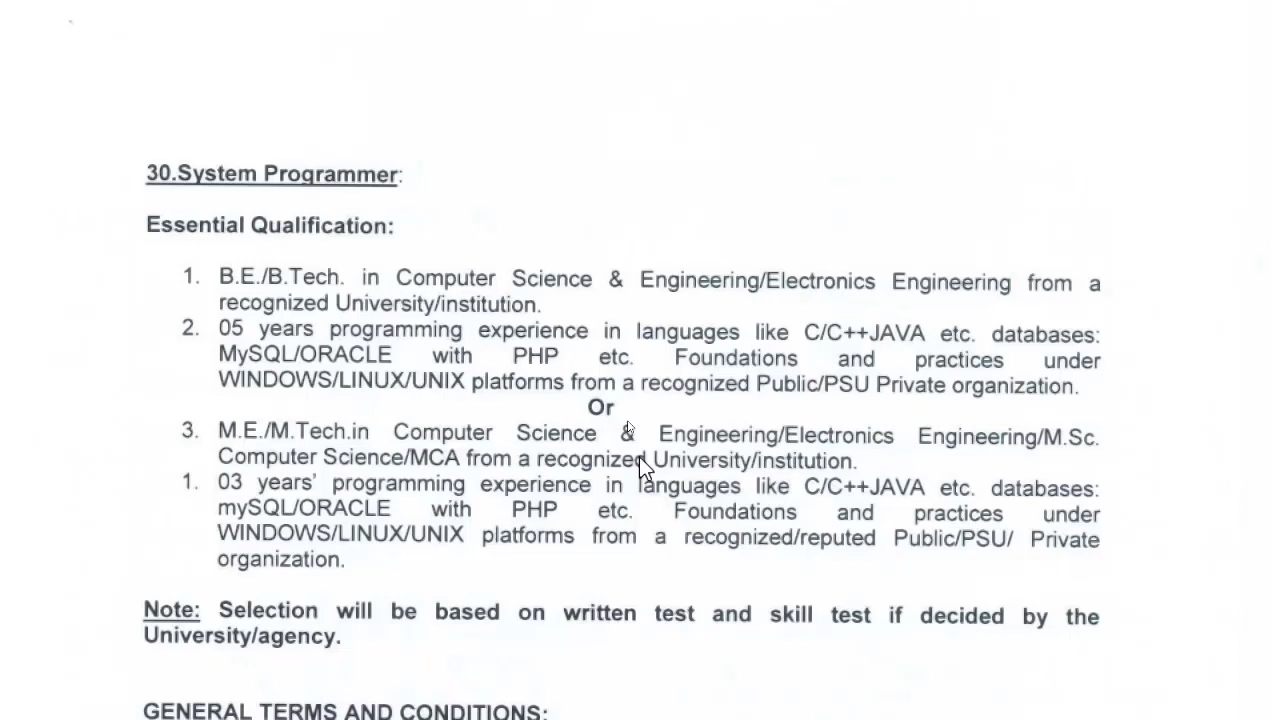 30.System Programmer:
Essential Qualification:
1. B.E./B.Tech. in Computer Science & Engineering/Electronics Engineering from a
recognized University/institution.
2. 05 years programming experience in languages like C/C++JAVA etc. databases:
MySQL/ORACLE with PHP etc. Foundations and practices under
WINDOWS/LINUX/UNIX platforms from a recognized Public/PSU Private organization.
Or
3. M.E./M.Tech.in Computer Science & Engineering/Electronics Engineering/M.Sc.
Computer Science/MCA from a recognized University/institution.
1. 03 years' programming experience in languages like C/C++JAVA etc. databases:
mySQL/ORACLE with PHP etc. Foundations and practices under
WINDOWS/LINUX/UNIX platforms from a recognized/reputed Public/PSU/ Private
organization.
Note: Selection will be based on written test and skill test if decided by the
University/agency.
GENERAL TERMS AND CONDITIONS: